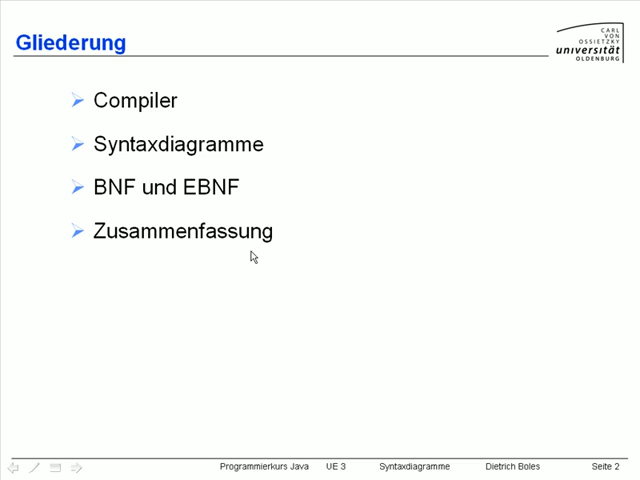 Gliederung
CARL
VON
OSSIETZKY
universität
OLDENBURG
Compiler
Syntaxdiagramme
BNF und EBNF
Zusammenfassung
Programmierkurs Java UE 3 Syntaxdiagramme Dietrich Boles Seite 2